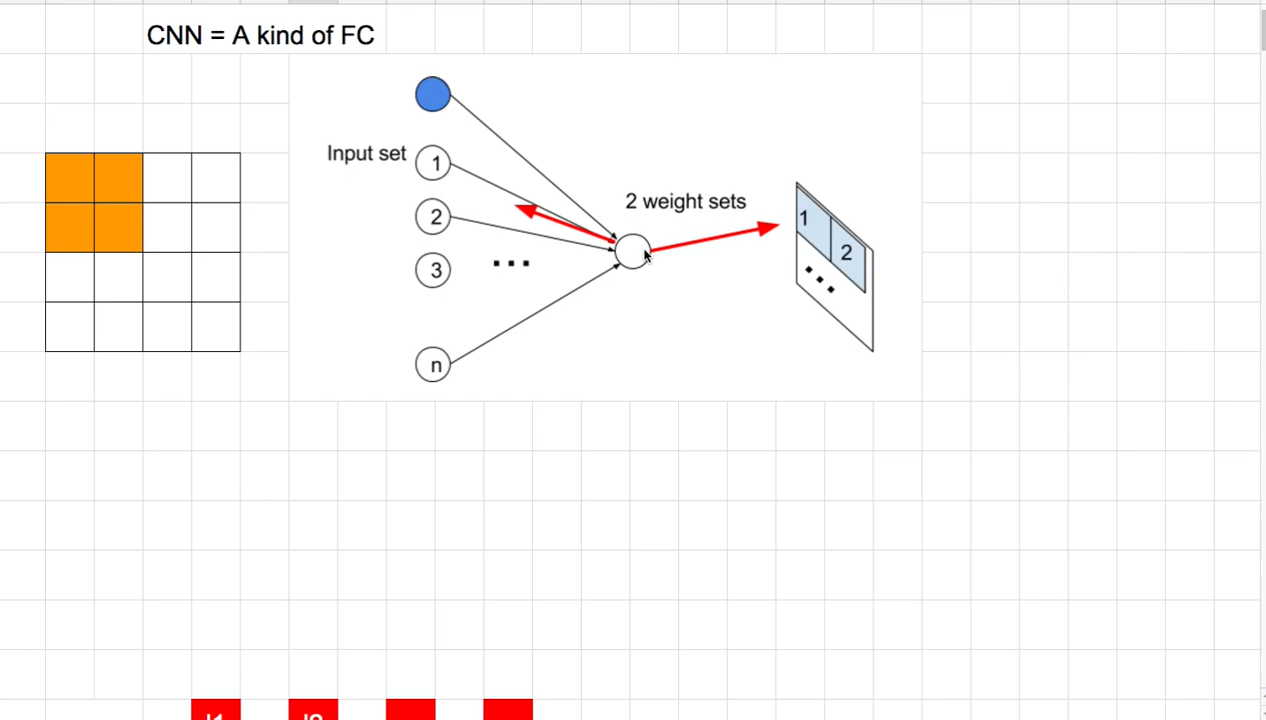 CNN = A kind of FC
Input set
1
2
3
...
n
2 weight sets
1
2
...